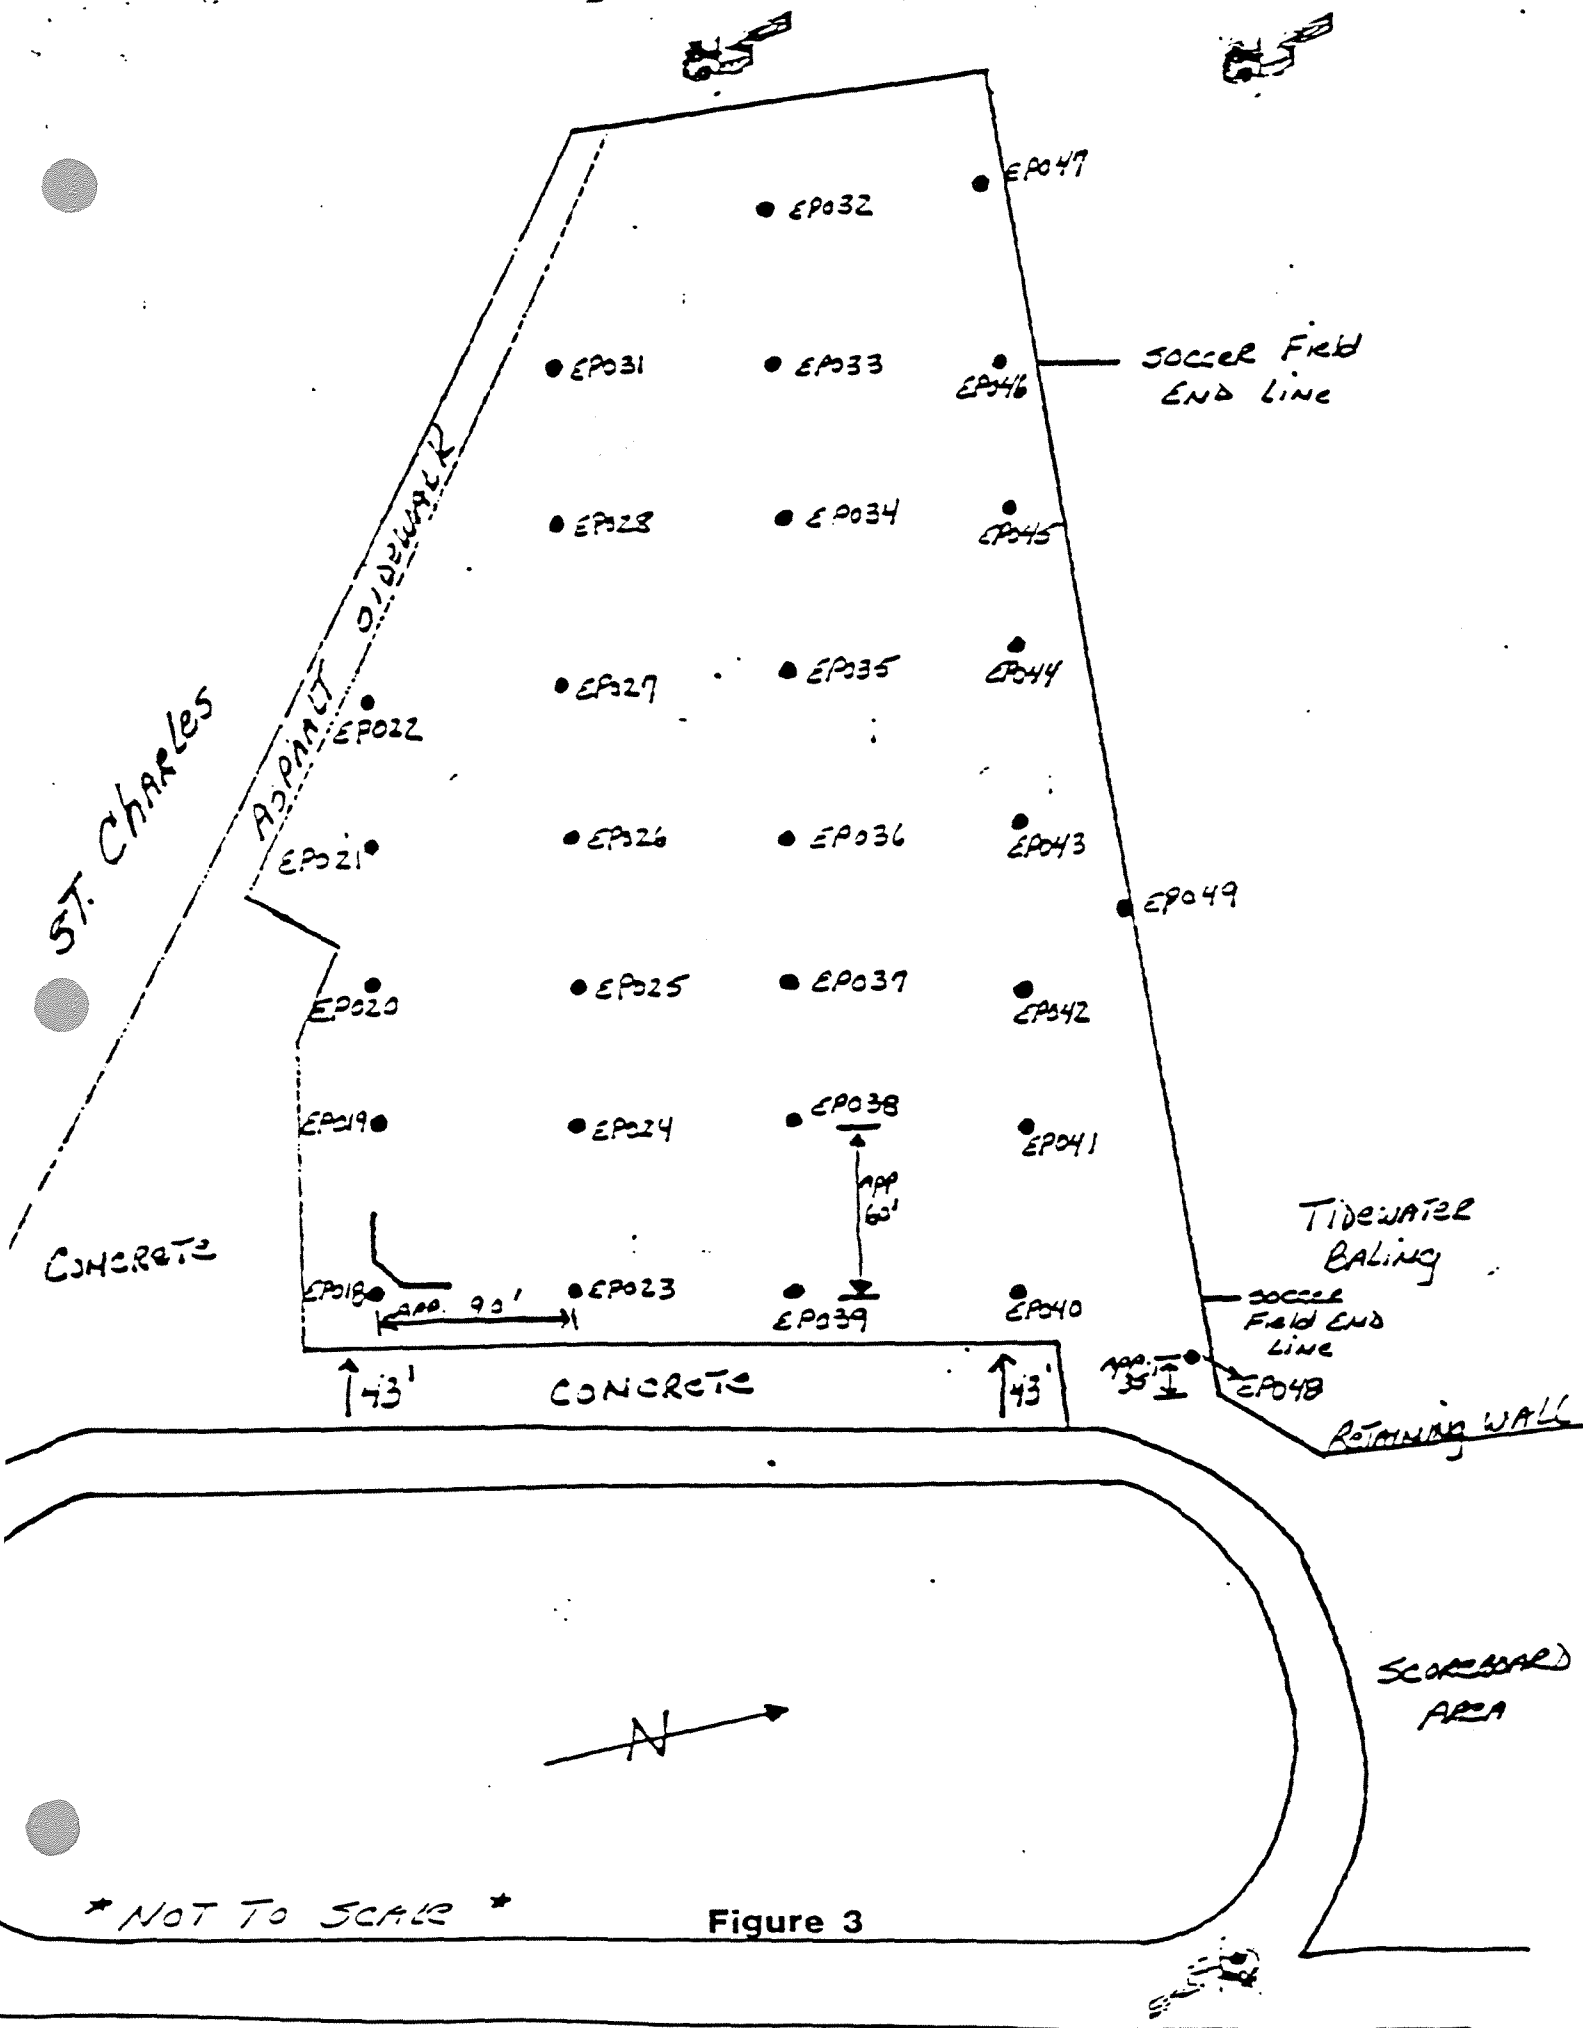 EP047
EP032
EP031
EP033
EP046
SOCCER Field
END LiNe
EP028
EP034
EP045
ASPHALT SIDEWALK
EP027
EP035
EP044
EP022
ST. CHARLES
EP021
EP026
EP036
EP043
EP049
EP020
EP025
EP037
EP042
EP019
EP024
EP038
EP041
APP
60'
TIDEWATER
BALING
CONCRETE
EP018
APP. 90'
EP023
EP039
EP040
SOCCER
Field END
LiNe
43'
CONCRETE
43'
APP.
35'
EP048
RETAINING WALL
SCOREBOARD
AREA
N
* NOT TO SCALE *
Figure 3